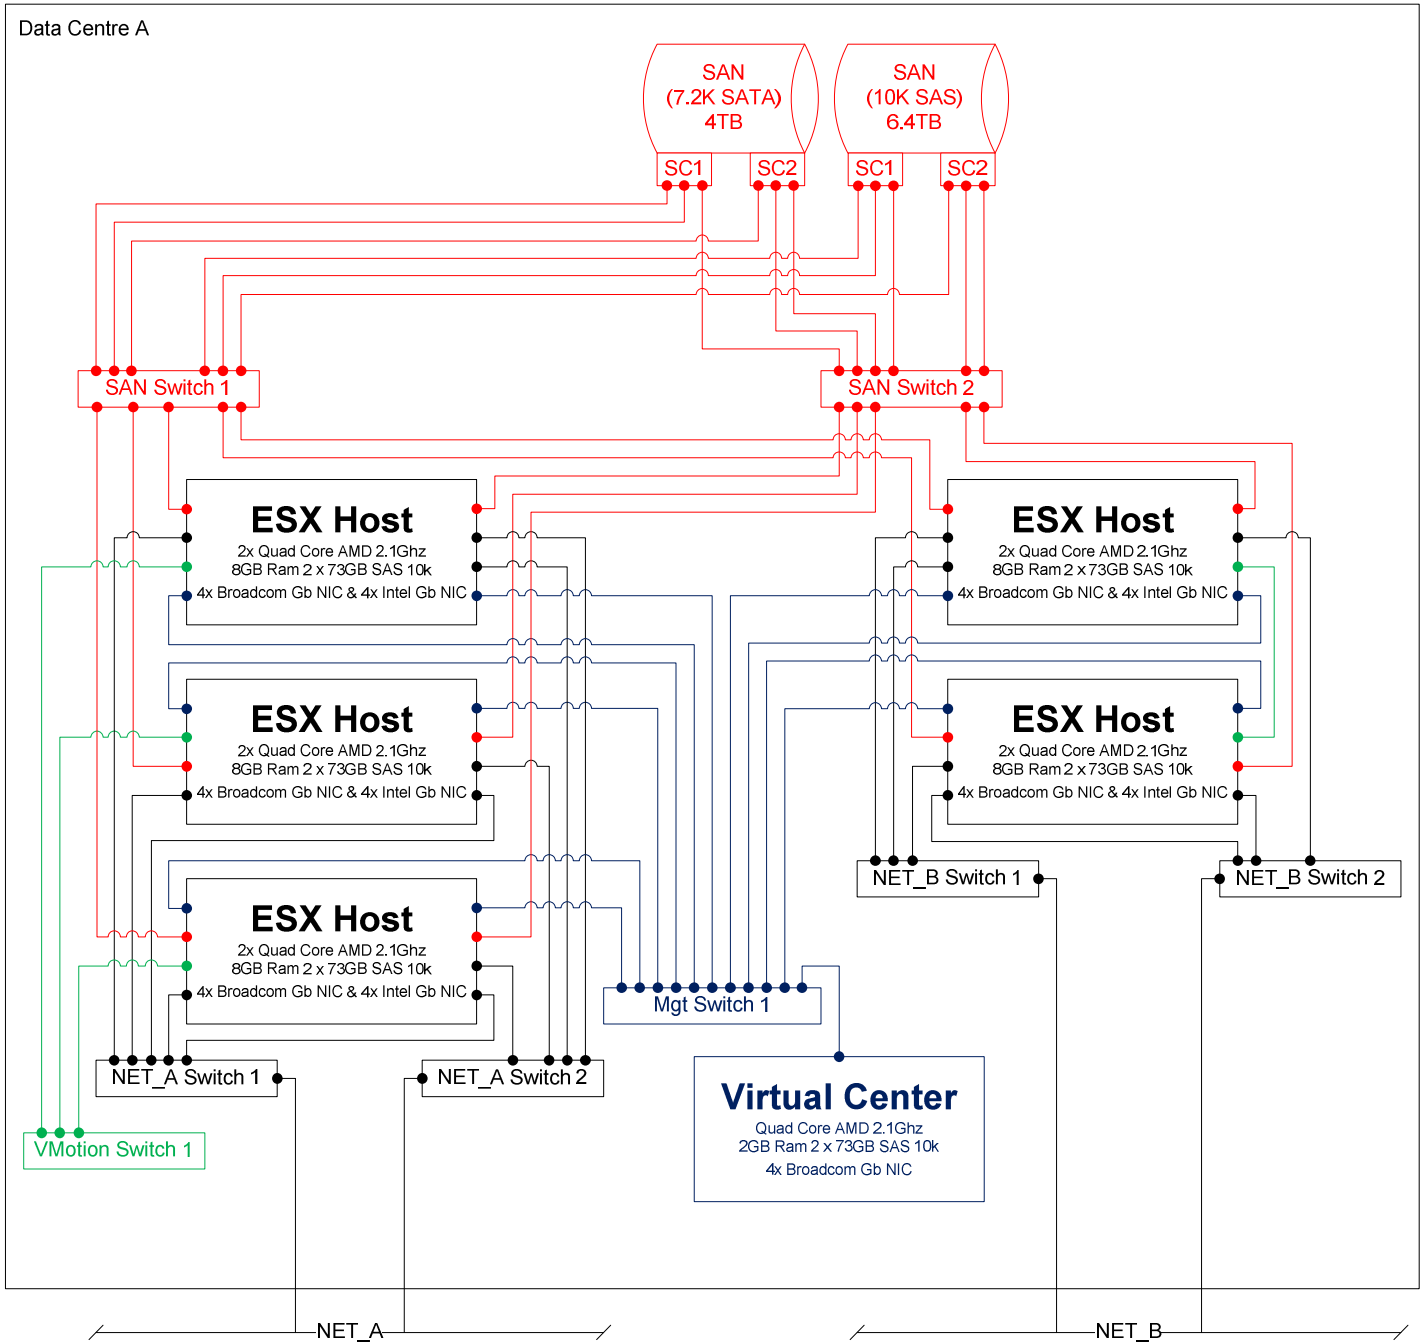 Data Centre A
SAN
(7.2K SATA)
4TB
SAN
(10K SAS)
6.4TB
SC1
SC2
SC1
SC2
SAN Switch 1
SAN Switch 2
ESX Host
2x Quad Core AMD 2.1Ghz
8GB Ram 2 x 73GB SAS 10k
4x Broadcom Gb NIC & 4x Intel Gb NIC
ESX Host
2x Quad Core AMD 2.1Ghz
8GB Ram 2 x 73GB SAS 10k
4x Broadcom Gb NIC & 4x Intel Gb NIC
ESX Host
2x Quad Core AMD 2.1Ghz
8GB Ram 2 x 73GB SAS 10k
4x Broadcom Gb NIC & 4x Intel Gb NIC
ESX Host
2x Quad Core AMD 2.1Ghz
8GB Ram 2 x 73GB SAS 10k
4x Broadcom Gb NIC & 4x Intel Gb NIC
NET_B Switch 1
NET_B Switch 2
ESX Host
2x Quad Core AMD 2.1Ghz
8GB Ram 2 x 73GB SAS 10k
4x Broadcom Gb NIC & 4x Intel Gb NIC
Mgt Switch 1
NET_A Switch 1
NET_A Switch 2
Virtual Center
Quad Core AMD 2.1Ghz
2GB Ram 2 x 73GB SAS 10k
4x Broadcom Gb NIC
VMotion Switch 1
NET_A
NET_B